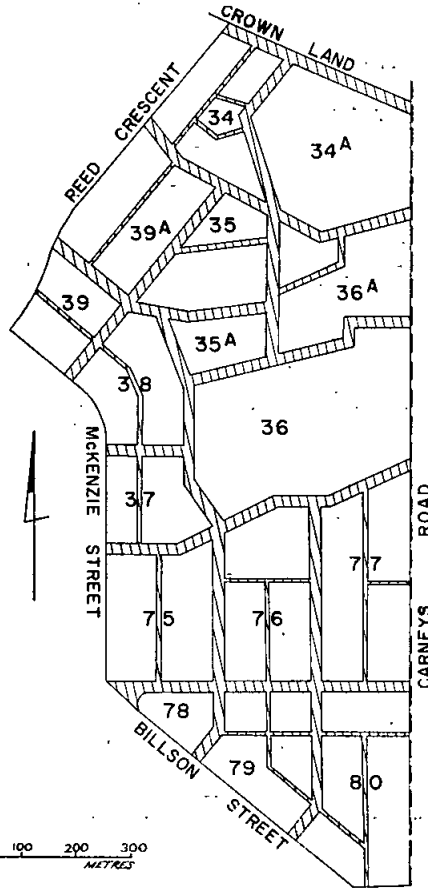 CROWN LAND
REED CRESCENT
34
34A
39A
35
36A
39
35A
38
36
McKENZIE STREET
37
77
CARNEYS ROAD
75
76
78
BILLSON STREET
79
80
100 200 300
METRES